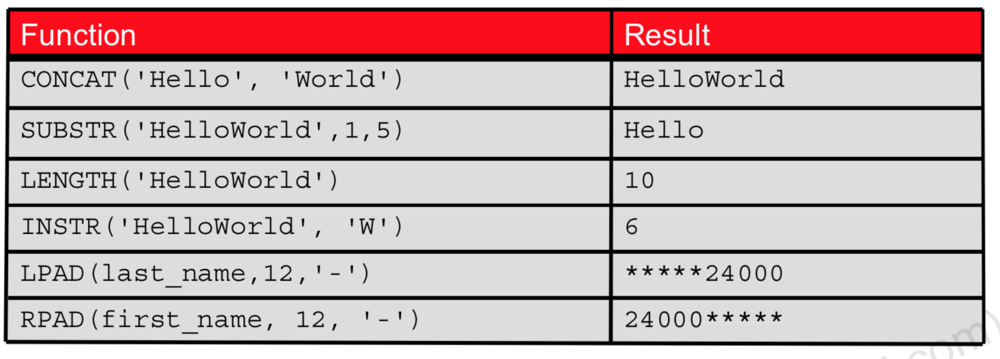 Function Result
CONCAT('Hello', 'World') HelloWorld
SUBSTR('HelloWorld',1,5) Hello
LENGTH('HelloWorld') 10
INSTR('HelloWorld', 'W') 6
LPAD(last_name,12,'-') *****24000
RPAD(first_name, 12, '-') 24000*****
com)